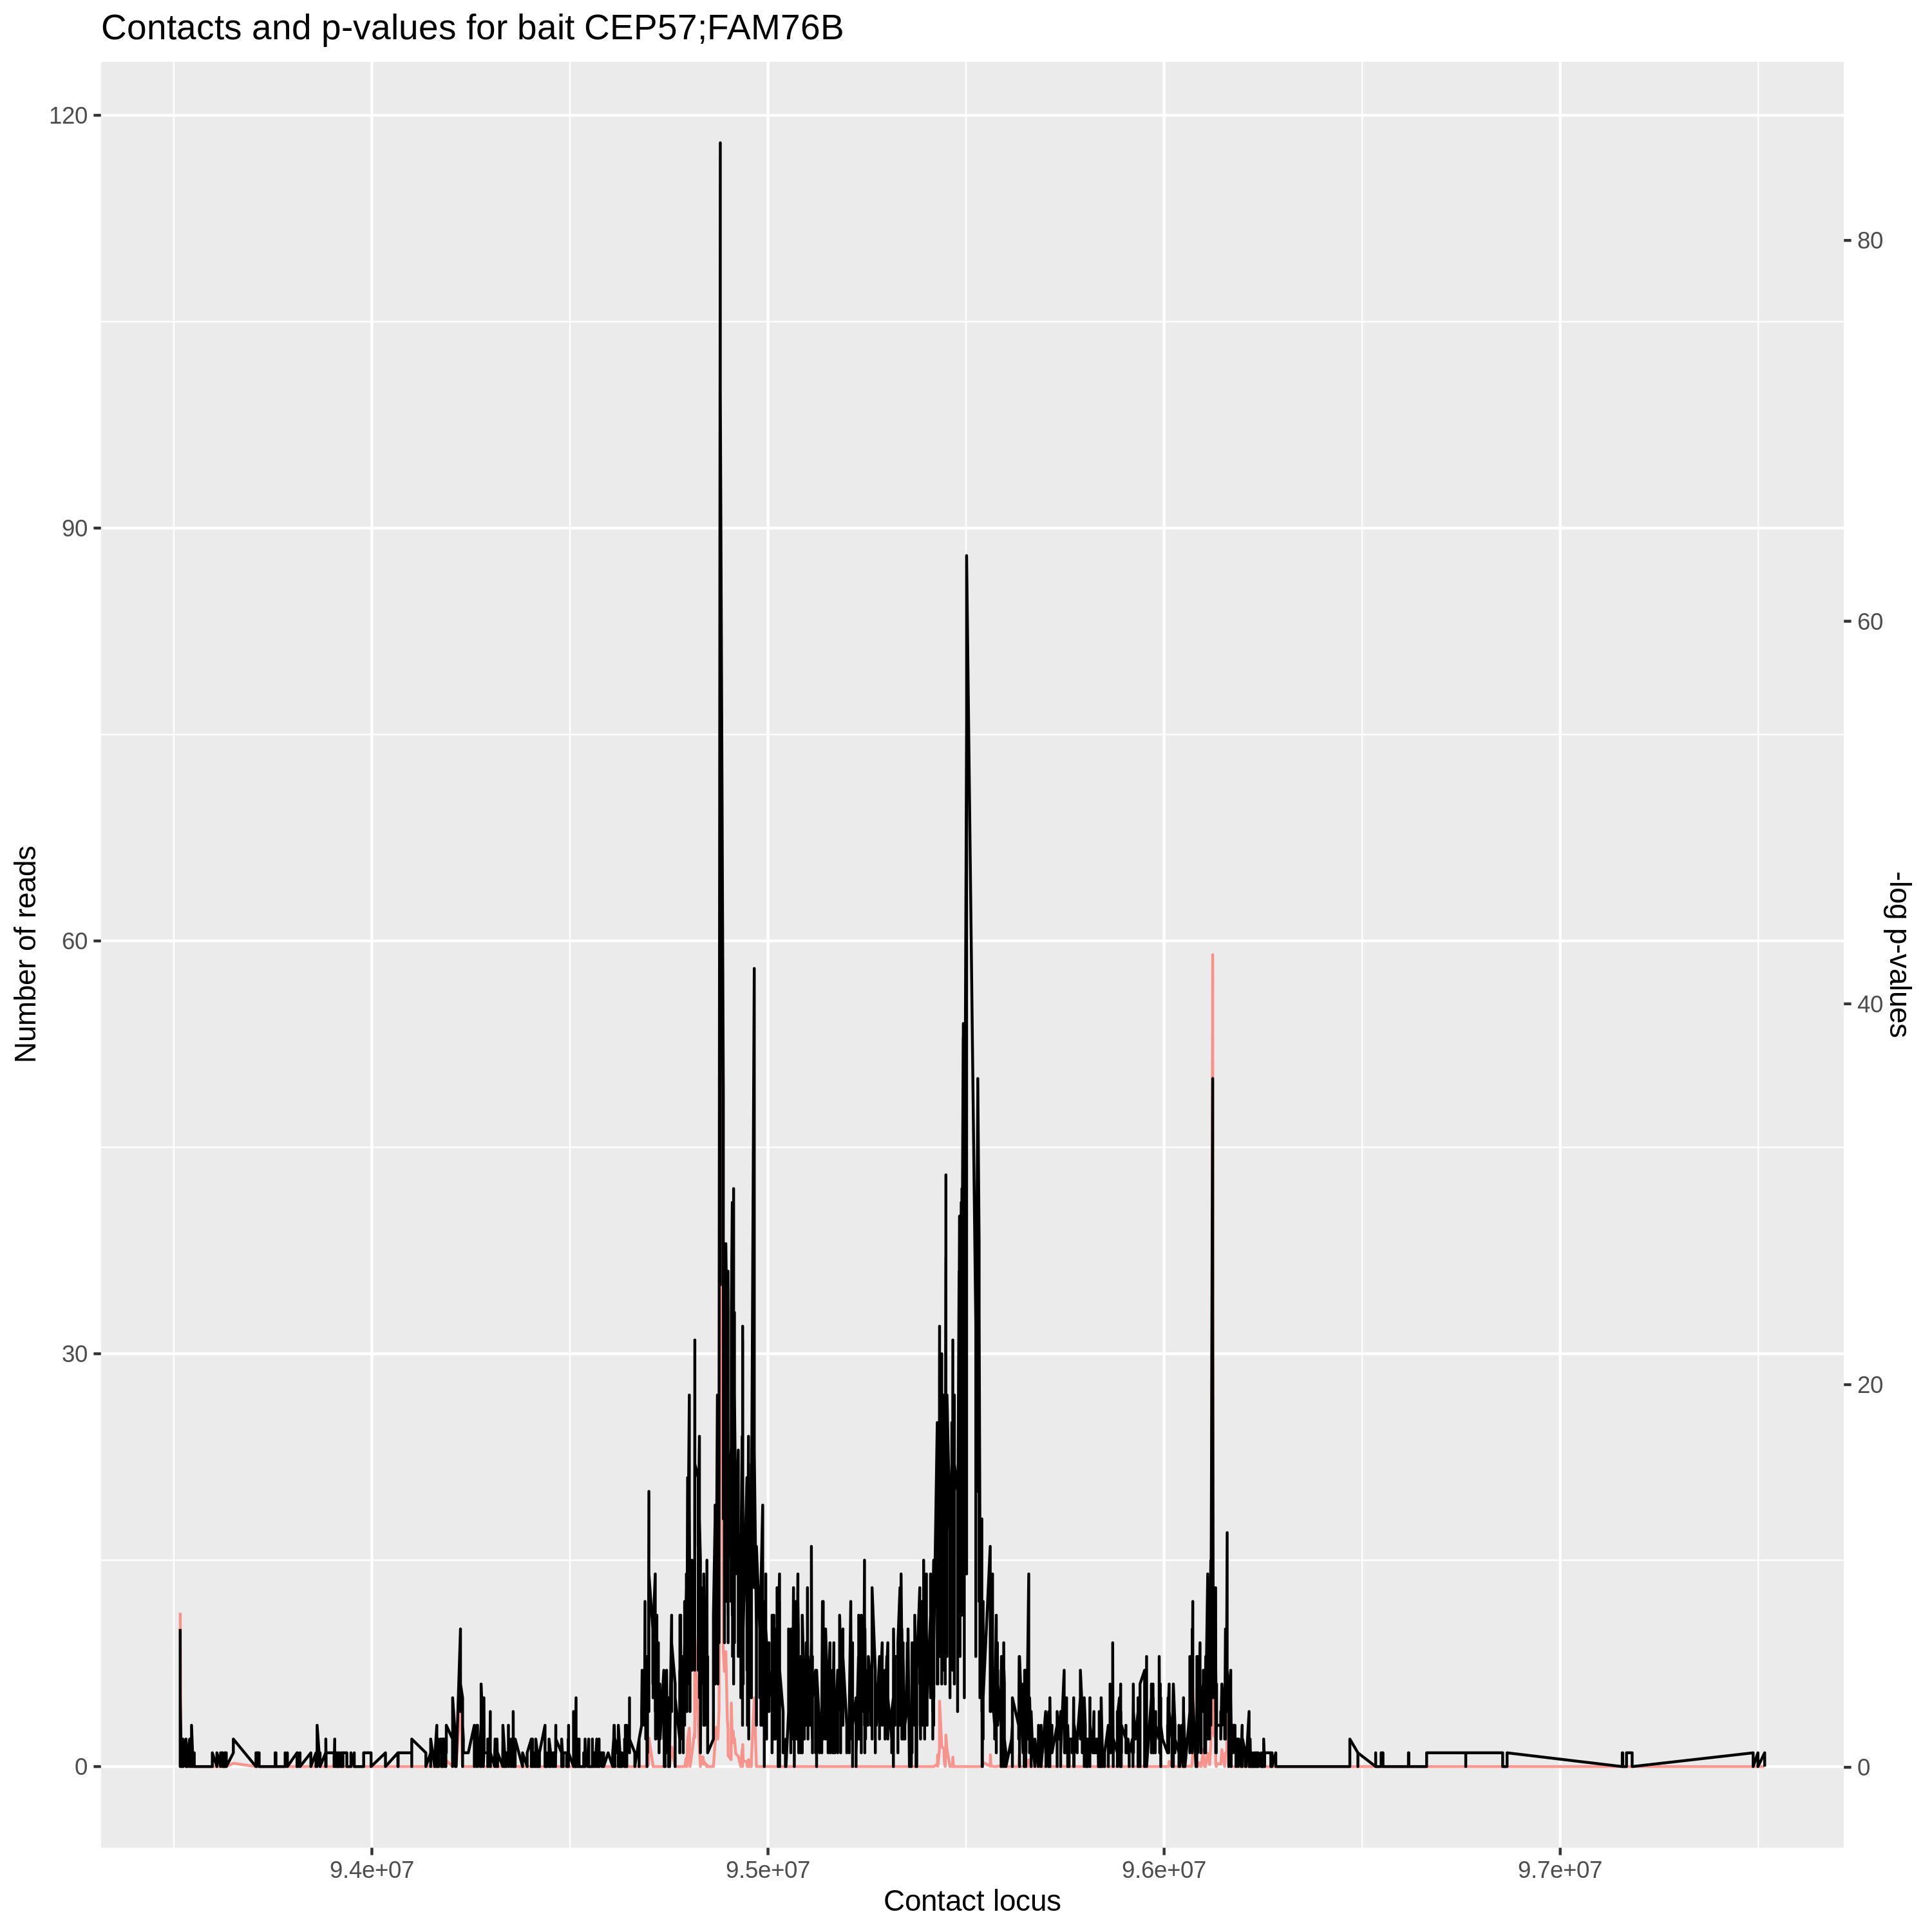 Contacts and p-values for bait CEP57;FAM76B
120
90
60
30
0
Number of reads
80
60
40
20
0
-log p-values
9.4e+07
9.5e+07
9.6e+07
9.7e+07
Contact locus